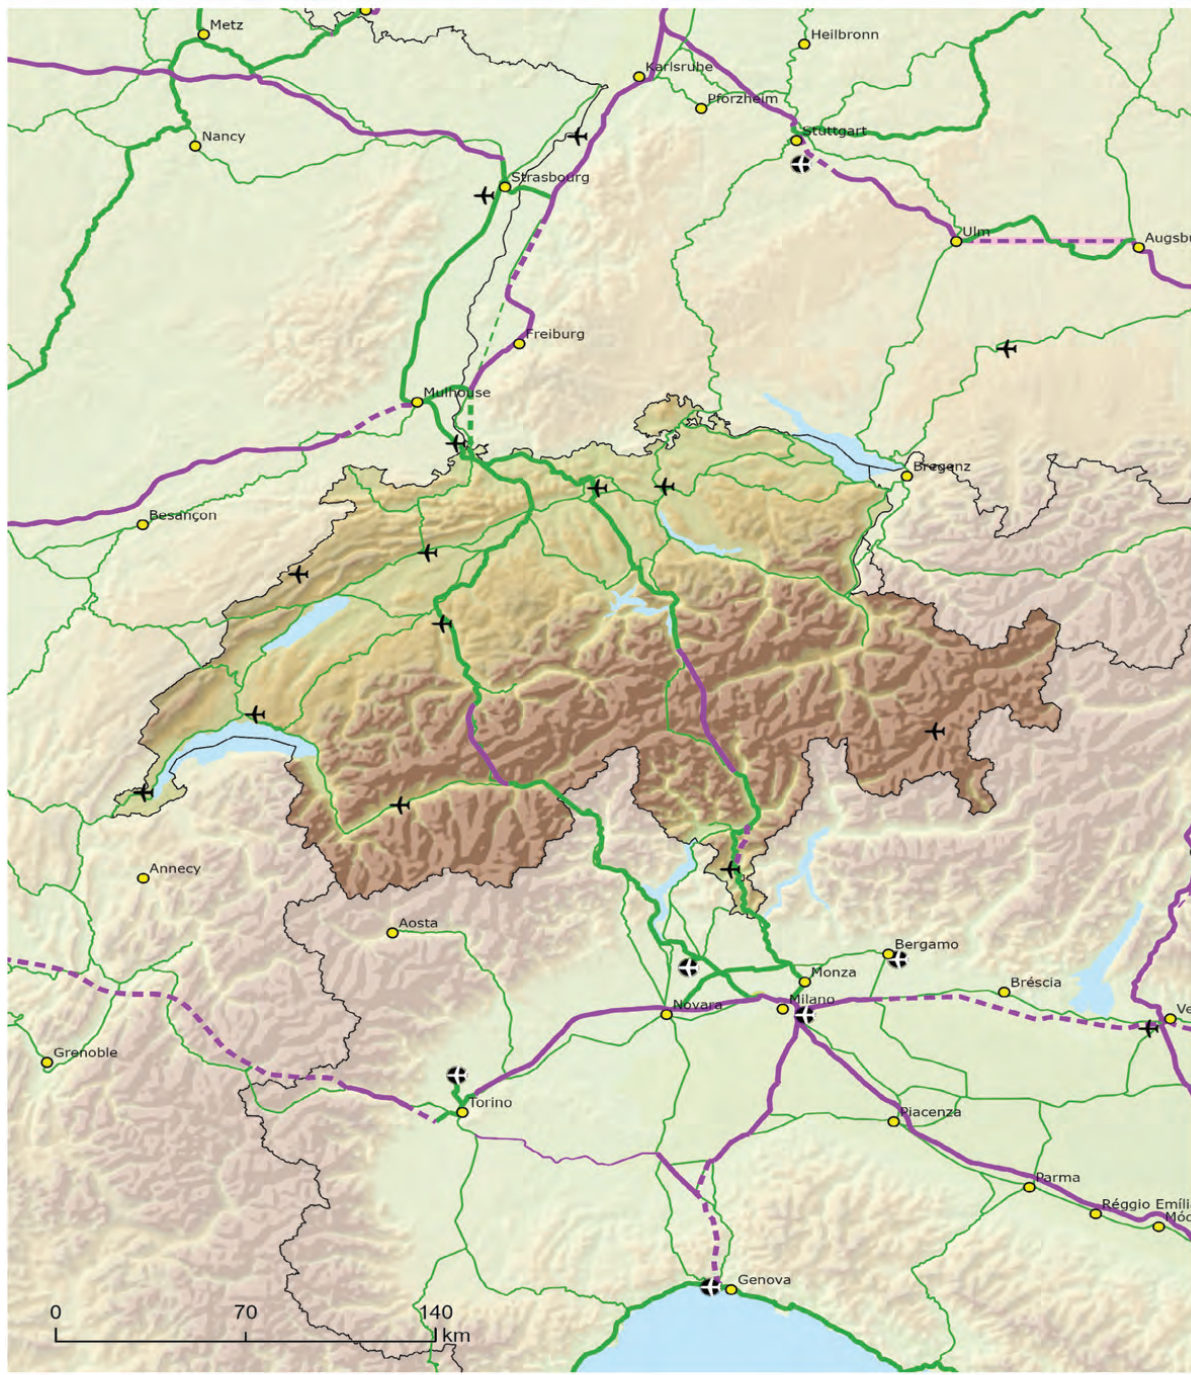 Metz
Heilbronn
Karlsruhe
Pforzheim
Nancy
Stuttgart
Strasbourg
Ulm
Augsbu
Freiburg
Mulhouse
Bregenz
Besançon
Annecy
Aosta
Bergamo
Monza
Bréscia
Novara
Milano
Ve
Grenoble
Torino
Piacenza
Parma
Réggio Emíli
Mód
Genova
0 70 140
km